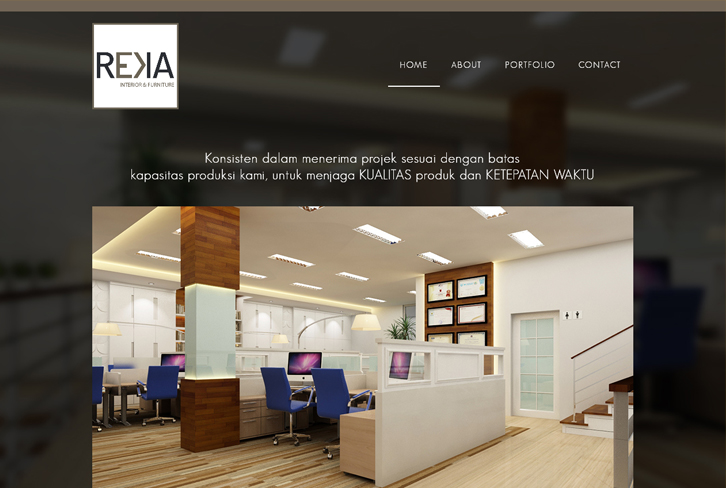 REKA
INTERIOR & FURNITURE
HOME
ABOUT
PORTFOLIO
CONTACT
Konsisten dalam menerima projek sesuai dengan batas
kapasitas produksi kami, untuk menjaga KUALITAS produk dan KETEPATAN WAKTU